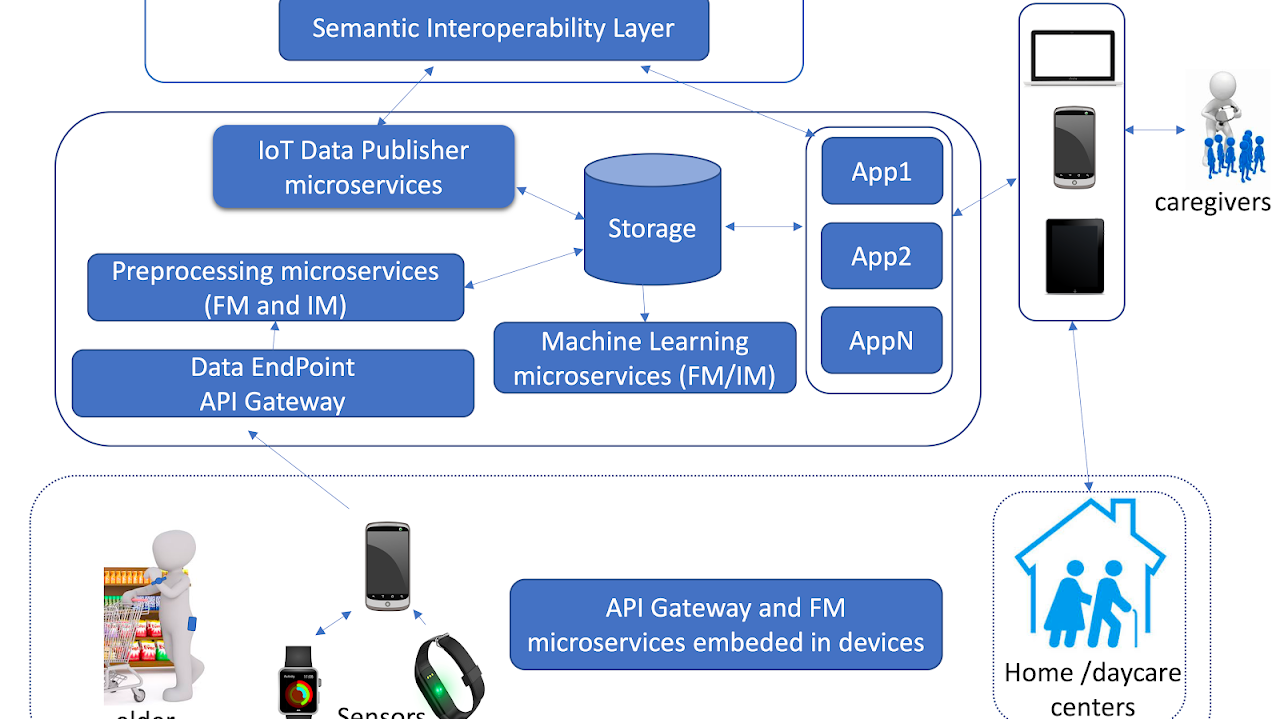 Semantic Interoperability Layer
IoT Data Publisher
microservices
Storage
App1
App2
AppN
caregivers
Preprocessing microservices
(FM and IM)
Machine Learning
microservices (FM/IM)
Data EndPoint
API Gateway
API Gateway and FM
microservices embeded in devices
Home /daycare
centers
elder
Sensors